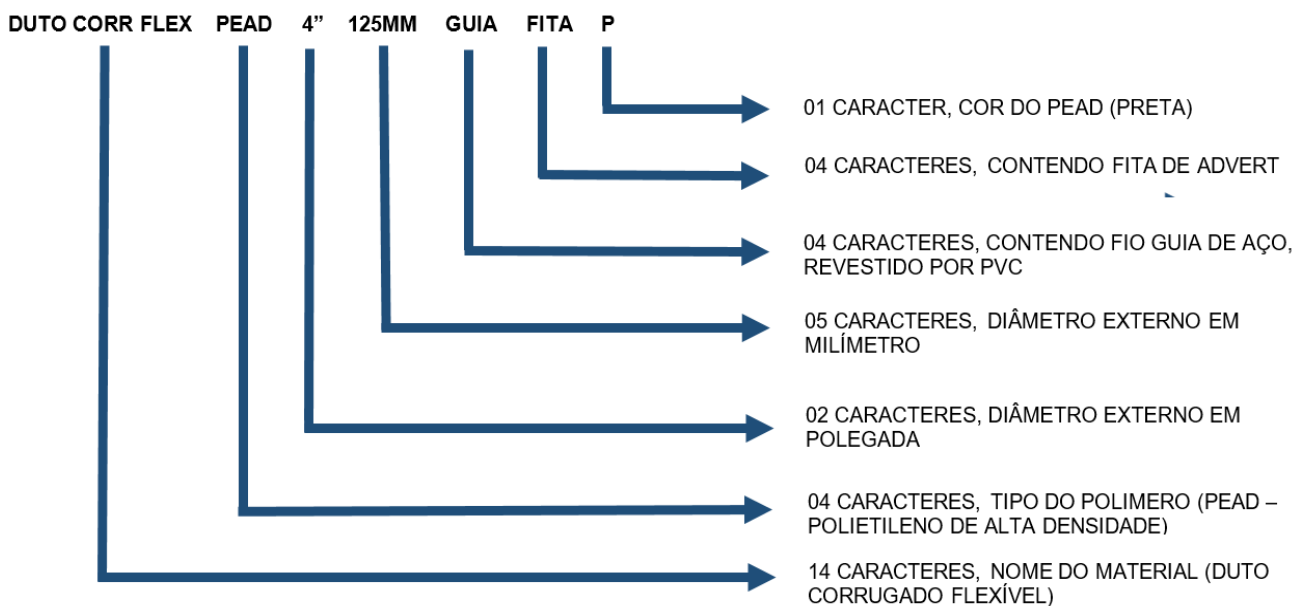 DUTO CORR FLEX PEAD 4” 125MM GUIA FITA P
01 CARACTER, COR DO PEAD (PRETA)
04 CARACTERES, CONTENDO FITA DE ADVERT
04 CARACTERES, CONTENDO FIO GUIA DE AÇO,
REVESTIDO POR PVC
05 CARACTERES, DIÂMETRO EXTERNO EM
MILÍMETRO
02 CARACTERES, DIÂMETRO EXTERNO EM
POLEGADA
04 CARACTERES, TIPO DO POLIMERO (PEAD –
POLIETILENO DE ALTA DENSIDADE)
14 CARACTERES, NOME DO MATERIAL (DUTO
CORRUGADO FLEXÍVEL)